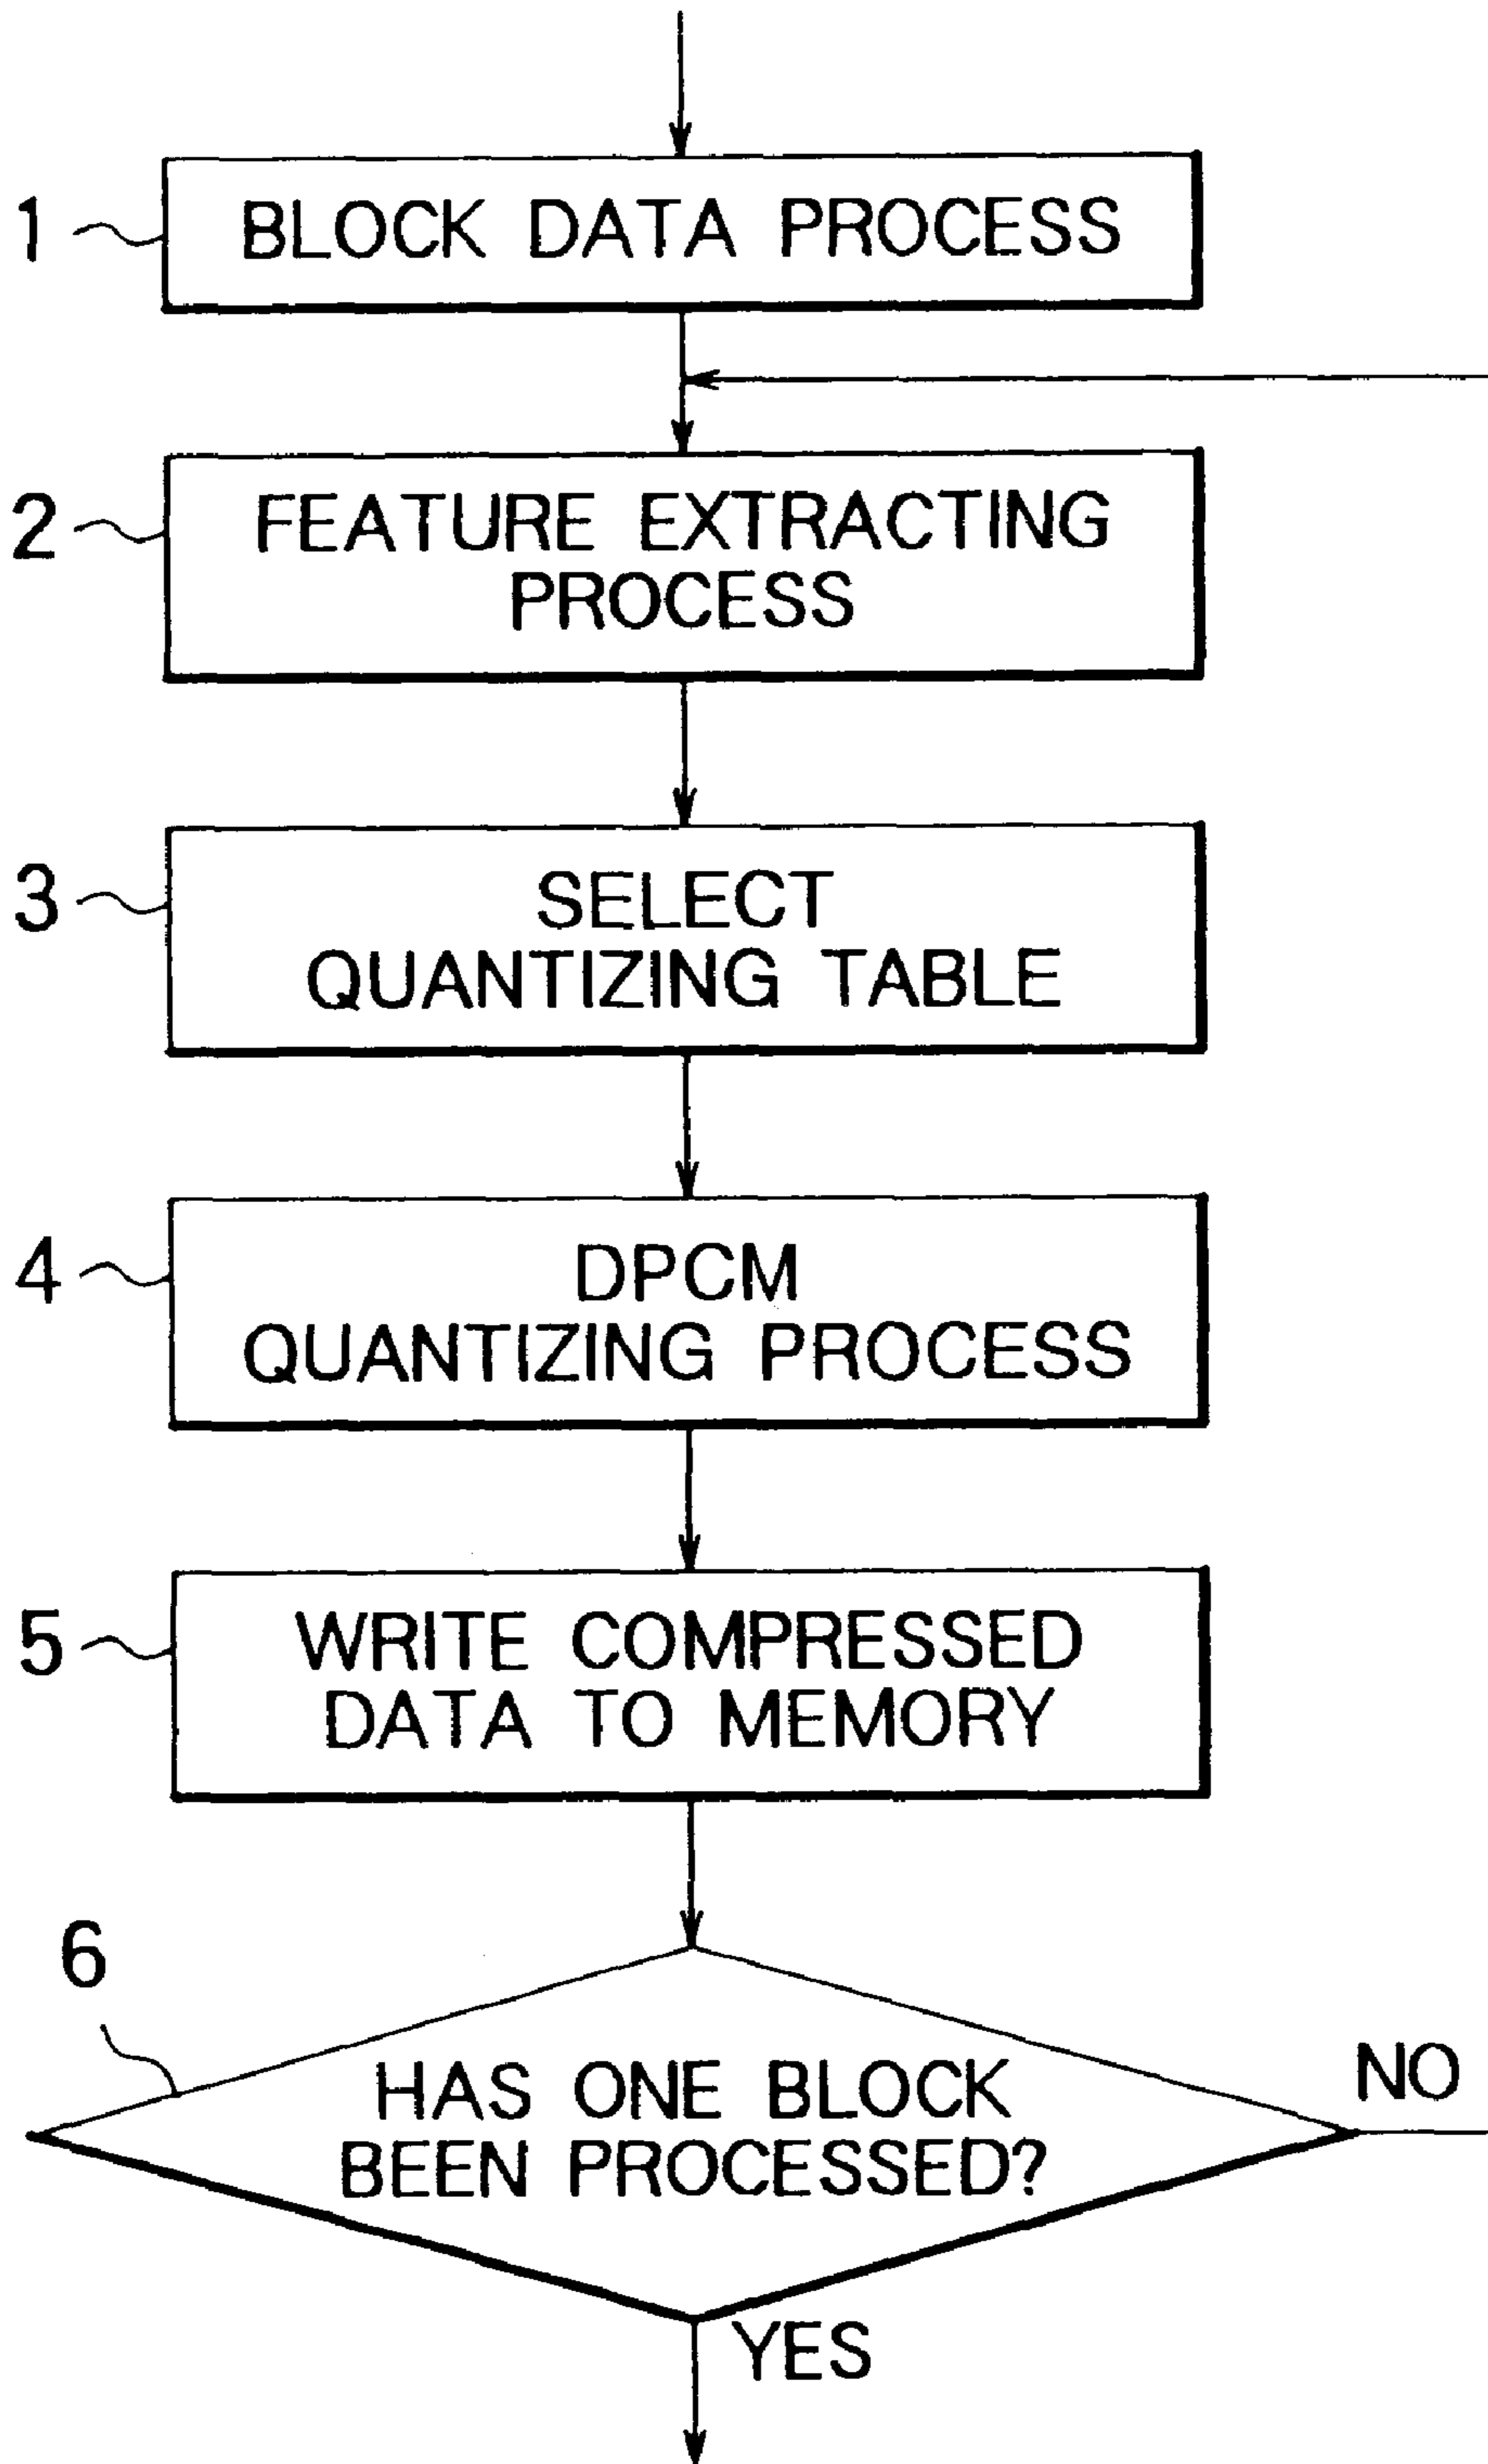 1
BLOCK DATA PROCESS
2
FEATURE EXTRACTING
PROCESS
3
SELECT
QUANTIZING TABLE
4
DPCM
QUANTIZING PROCESS
5
WRITE COMPRESSED
DATA TO MEMORY
6
HAS ONE BLOCK
BEEN PROCESSED?
NO
YES